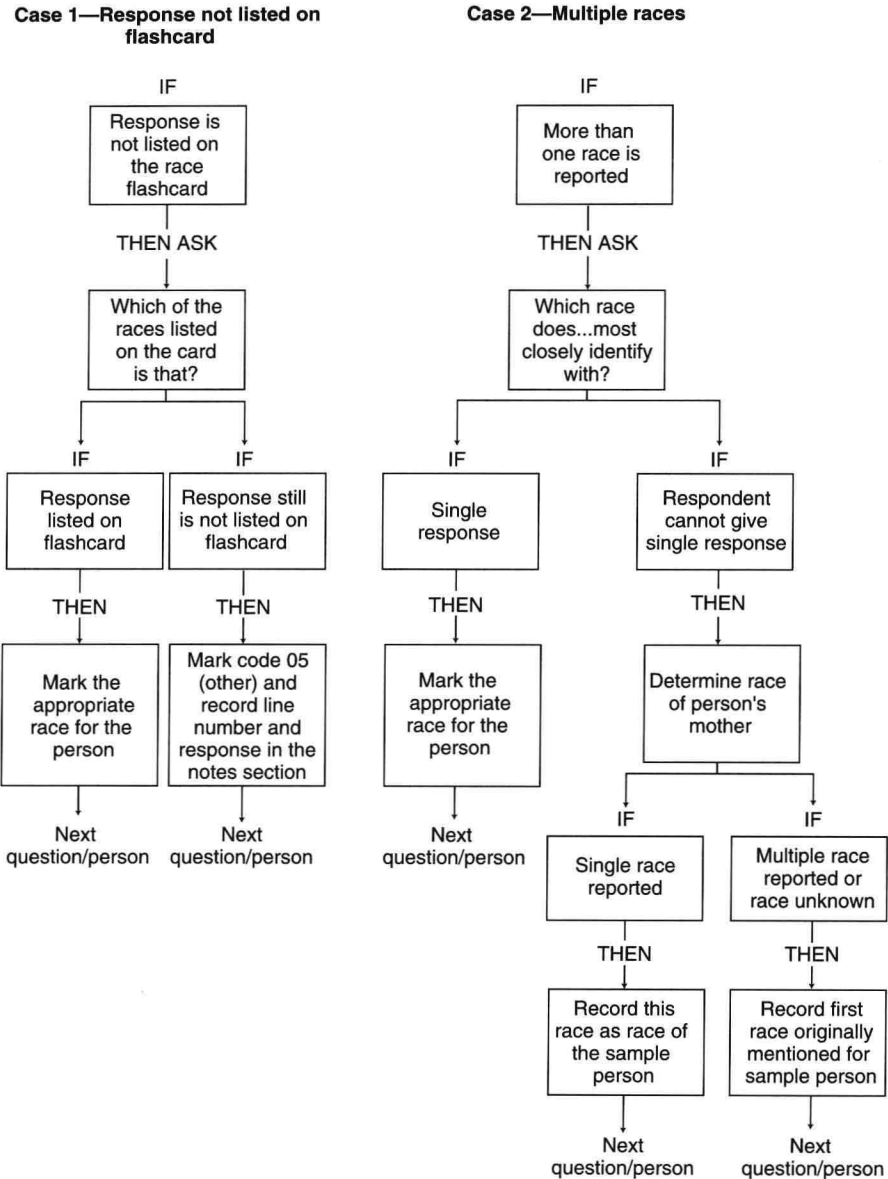 Case 1—Response not listed on
flashcard
IF
Response is
not listed on
the race
flashcard
THEN ASK
Which of the
races listed
on the card
is that?
IF
Response
listed on
flashcard
THEN
Mark the
appropriate
race for the
person
Next
question/person
IF
Response still
is not listed on
flashcard
THEN
Mark code 05
(other) and
record line
number and
response in the
notes section
Next
question/person
Case 2—Multiple races
IF
More than
one race is
reported
THEN ASK
Which race
does...most
closely identify
with?
IF
Single
response
THEN
Mark the
appropriate
race for the
person
Next
question/person
IF
Respondent
cannot give
single response
THEN
Determine race
of person's
mother
IF
Single race
reported
THEN
Record this
race as race of
the sample
person
Next
question/person
IF
Multiple race
reported or
race unknown
THEN
Record first
race originally
mentioned for
sample person
Next
question/person